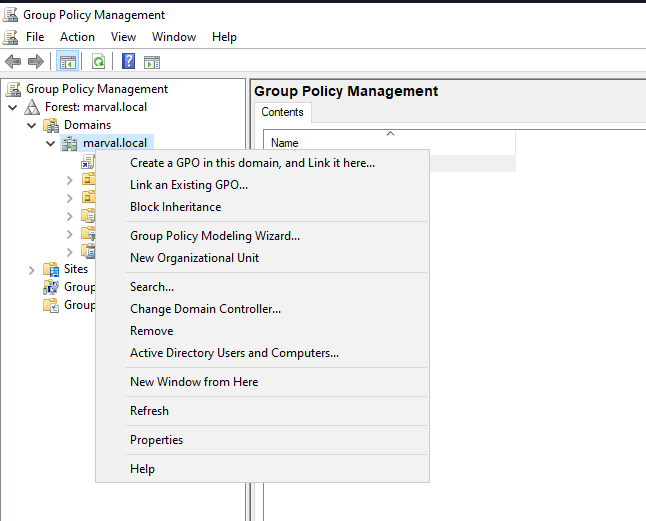 Group Policy Management
File Action View Window Help
Group Policy Management
Forest: marval.local
Domains
marval.local
Sites
Group
Group
Group Policy Management
Contents
Name
Create a GPO in this domain, and Link it here...
Link an Existing GPO...
Block Inheritance
Group Policy Modeling Wizard...
New Organizational Unit
Search...
Change Domain Controller...
Remove
Active Directory Users and Computers...
New Window from Here
Refresh
Properties
Help